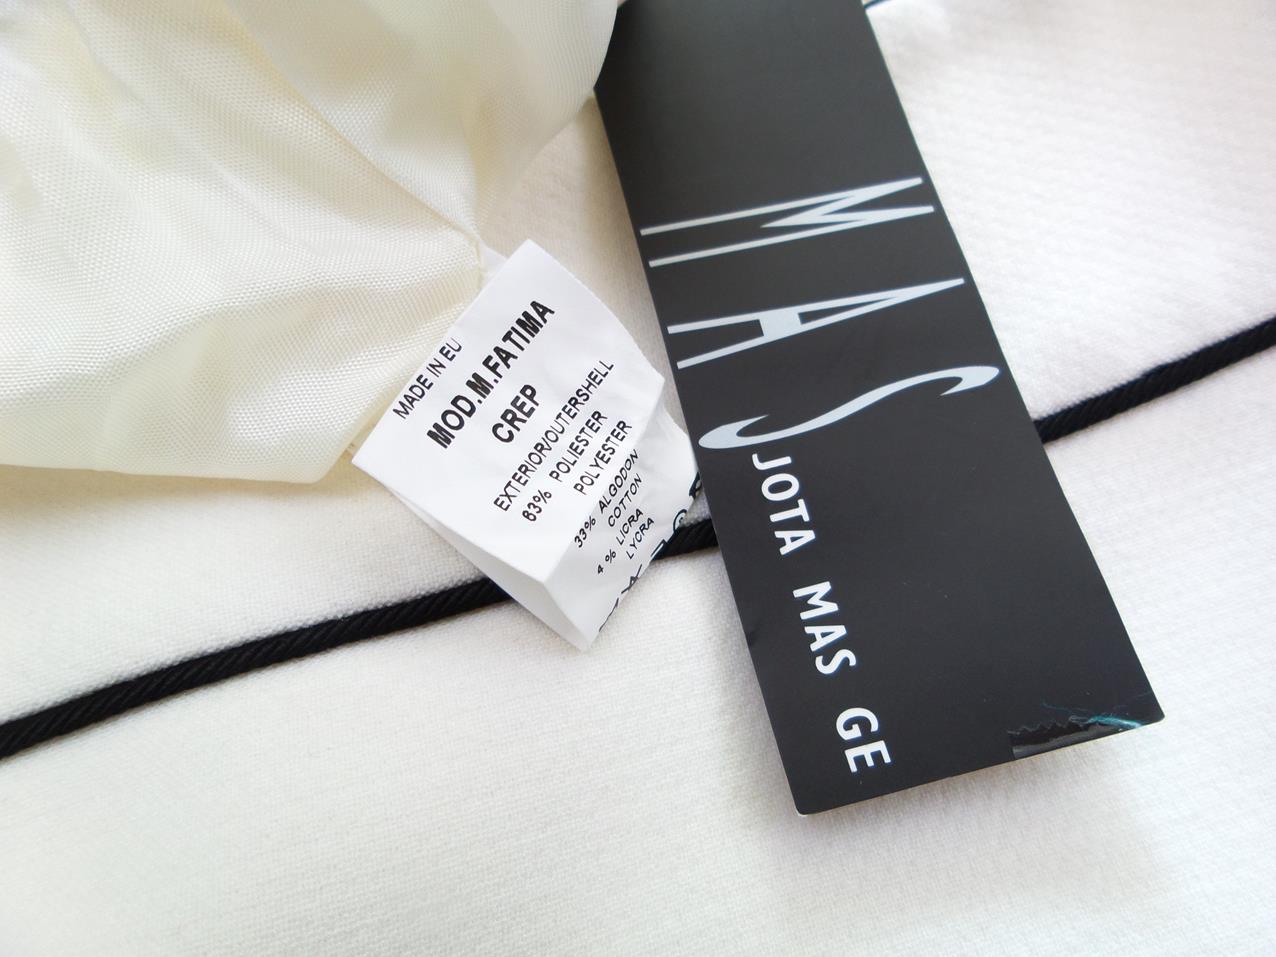 MADE IN EU
MOD.M.FATIMA
CREP
EXTERIOR/OUTERSHELL
63% POLIESTER
POLYESTER
33% ALGODON
COTTON
4 % LICRA
LYCRA
MAS
JOTA MAS GE